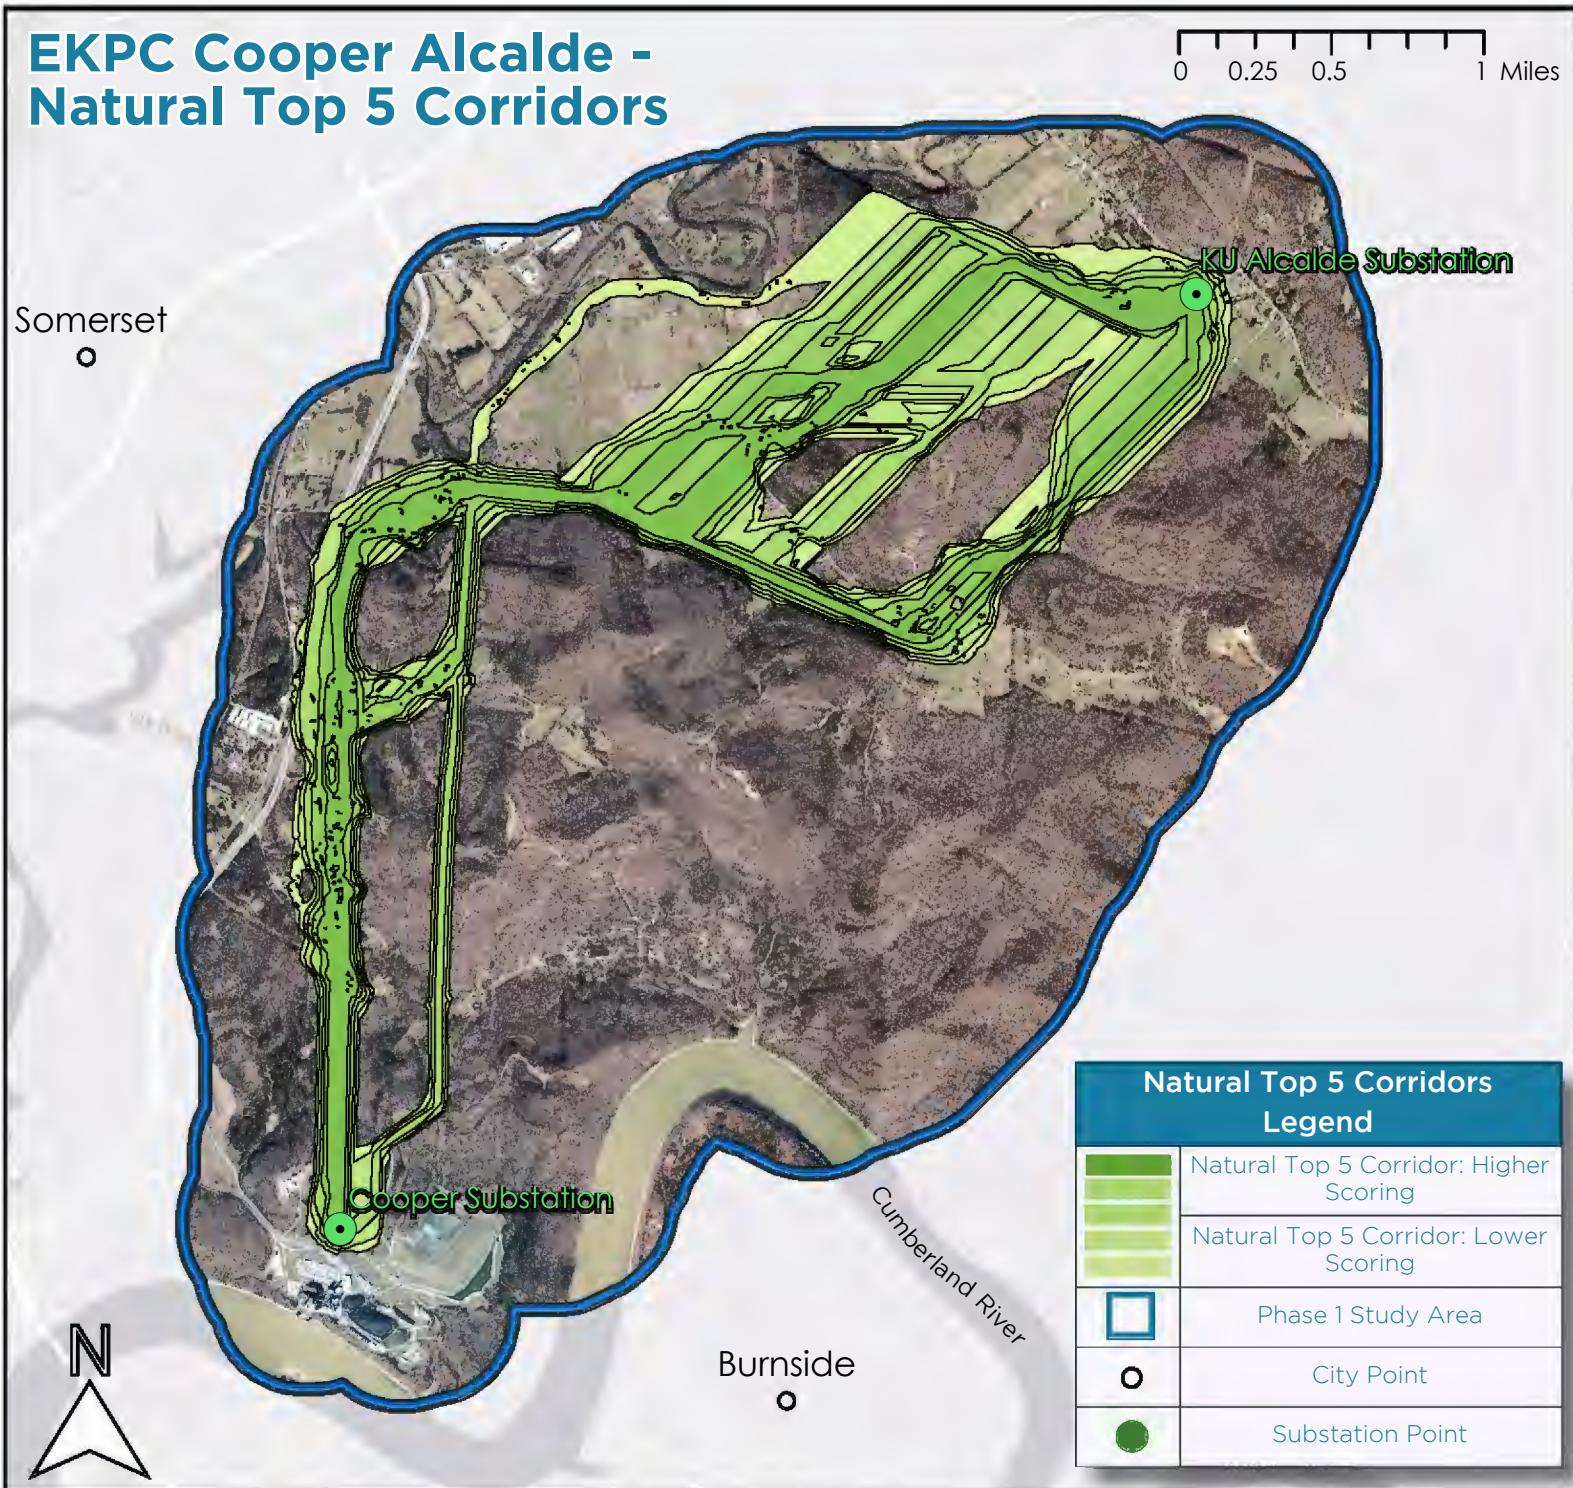 EKPC Cooper Alcalde -
Natural Top 5 Corridors
0 0.25 0.5 1 Miles
KU Alcalde Substation
Somerset
Cooper Substation
Cumberland River
Burnside
N
Natural Top 5 Corridors
Legend
Natural Top 5 Corridor: Higher
Scoring
Natural Top 5 Corridor: Lower
Scoring
Phase 1 Study Area
City Point
Substation Point